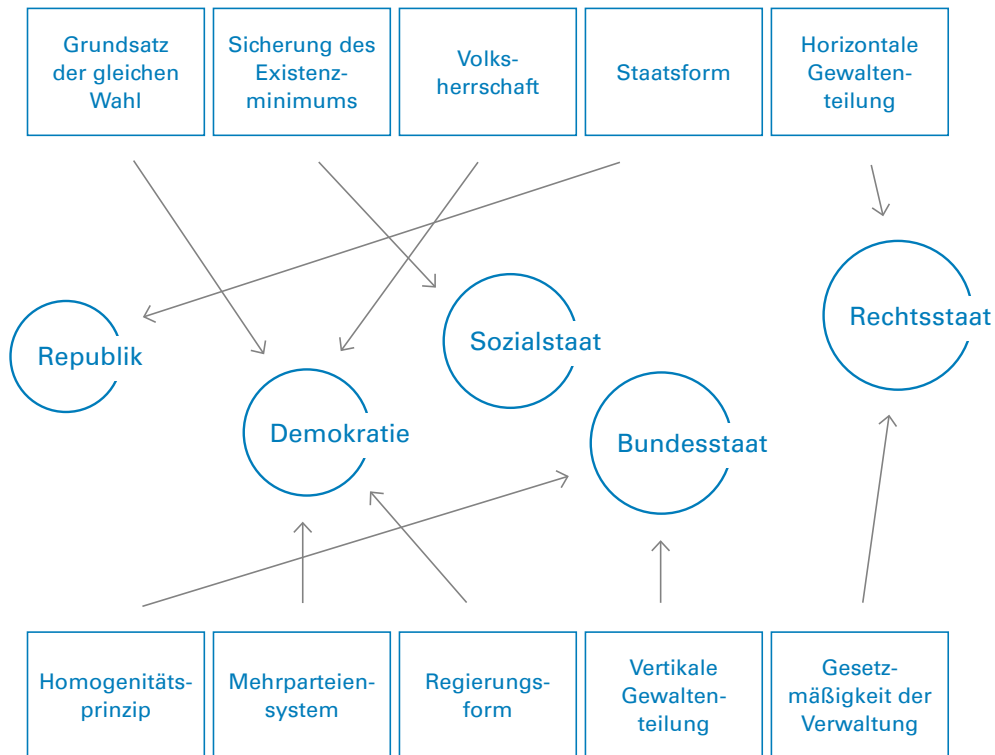 Grundsatz
der gleichen
Wahl
Sicherung des
Existenz-
minimums
Volks-
herrschaft
Staatsform
Horizontale
Gewalten-
teilung
Republik
Demokratie
Sozialstaat
Bundesstaat
Rechtsstaat
Homogenitäts-
prinzip
Mehrparteien-
system
Regierungs-
form
Vertikale
Gewalten-
teilung
Gesetz-
mäßigkeit der
Verwaltung